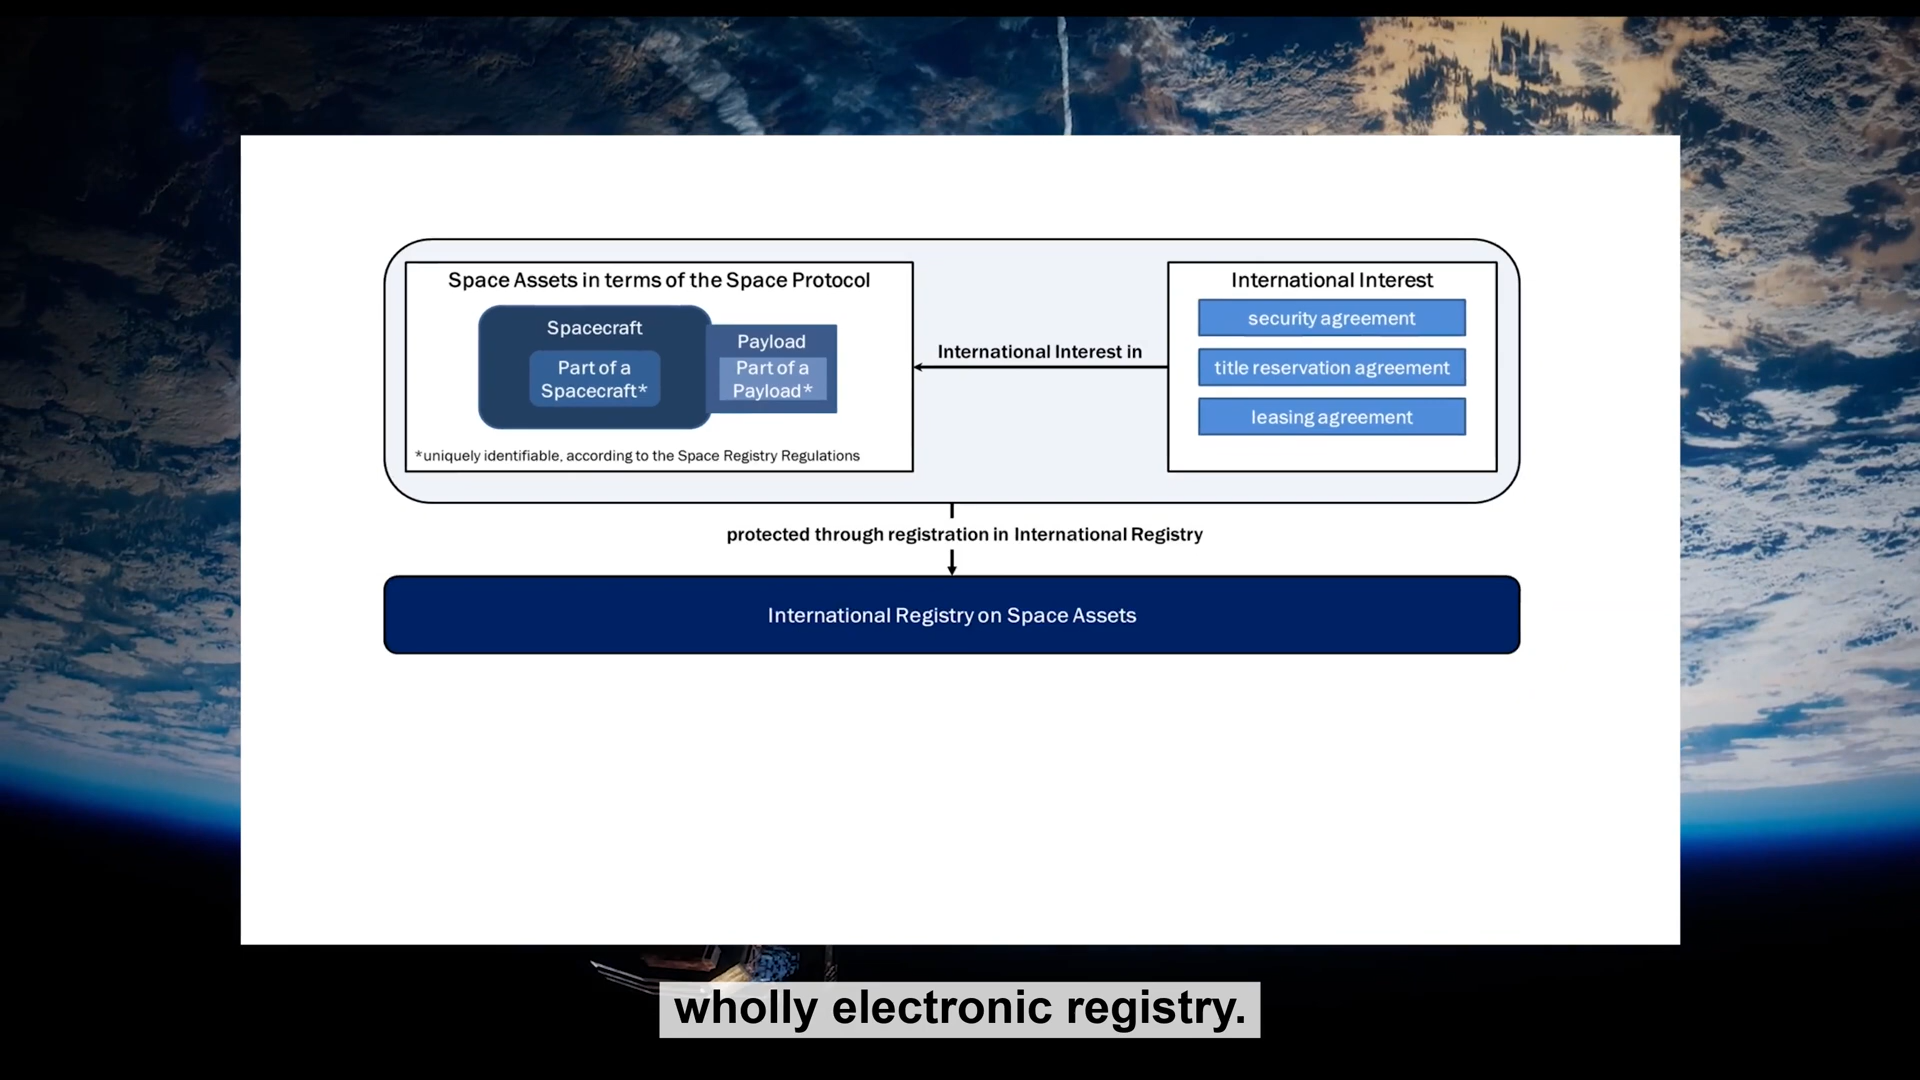 Space Assets in terms of the Space Protocol
Spacecraft
Part of a
Spacecraft*
Payload
Part of a
Payload*
*uniquely identifiable, according to the Space Registry Regulations
International Interest in
International Interest
security agreement
title reservation agreement
leasing agreement
protected through registration in International Registry
International Registry on Space Assets
wholly electronic registry.